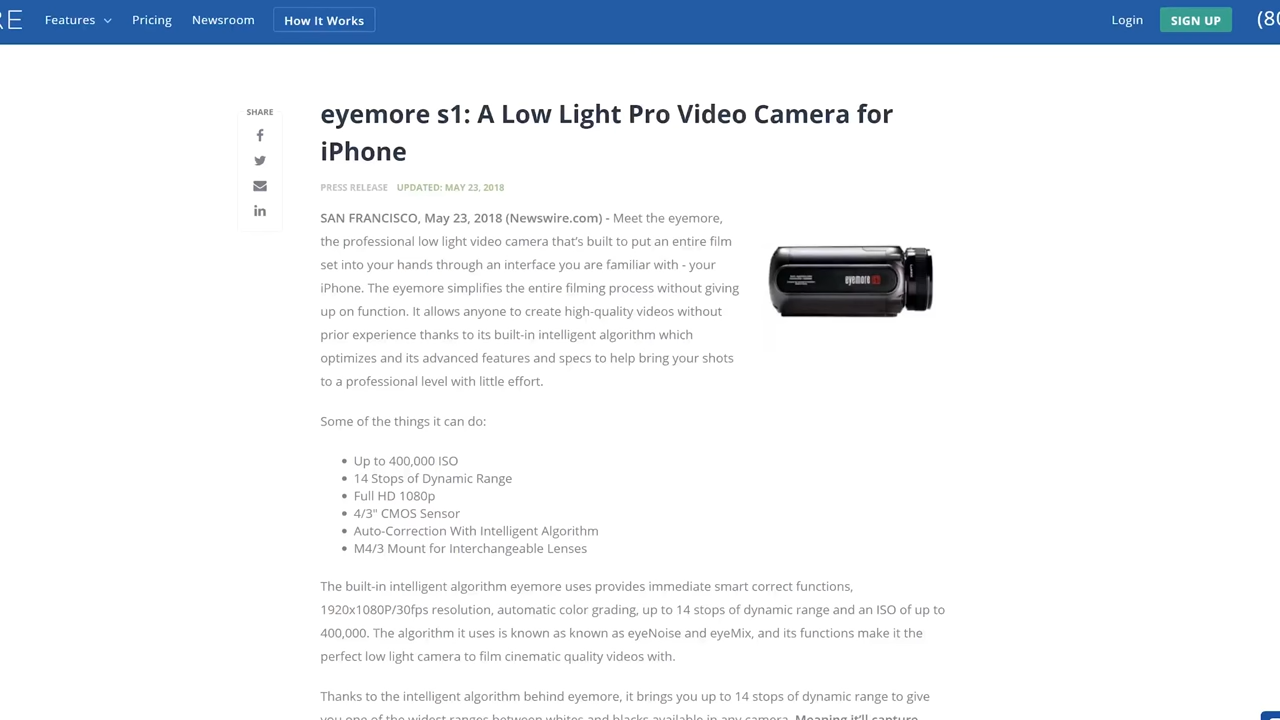 RE Features Pricing Newsroom How It Works Login SIGN UP (80
SHARE
eyemore s1: A Low Light Pro Video Camera for
iPhone
PRESS RELEASE UPDATED: MAY 23, 2018
SAN FRANCISCO, May 23, 2018 (Newswire.com) - Meet the eyemore,
the professional low light video camera that's built to put an entire film
set into your hands through an interface you are familiar with - your
iPhone. The eyemore simplifies the entire filming process without giving
up on function. It allows anyone to create high-quality videos without
prior experience thanks to its built-in intelligent algorithm which
optimizes and its advanced features and specs to help bring your shots
to a professional level with little effort.
eyemore
Some of the things it can do:
• Up to 400,000 ISO
• 14 Stops of Dynamic Range
• Full HD 1080p
• 4/3" CMOS Sensor
• Auto-Correction With Intelligent Algorithm
• M4/3 Mount for Interchangeable Lenses
The built-in intelligent algorithm eyemore uses provides immediate smart correct functions,
1920x1080P/30fps resolution, automatic color grading, up to 14 stops of dynamic range and an ISO of up to
400,000. The algorithm it uses is known as known as eyeNoise and eyeMix, and its functions make it the
perfect low light camera to film cinematic quality videos with.
Thanks to the intelligent algorithm behind eyemore, it brings you up to 14 stops of dynamic range to give
you one of the widest ranges between whites and blacks available in any camera. Meaning it'll capture